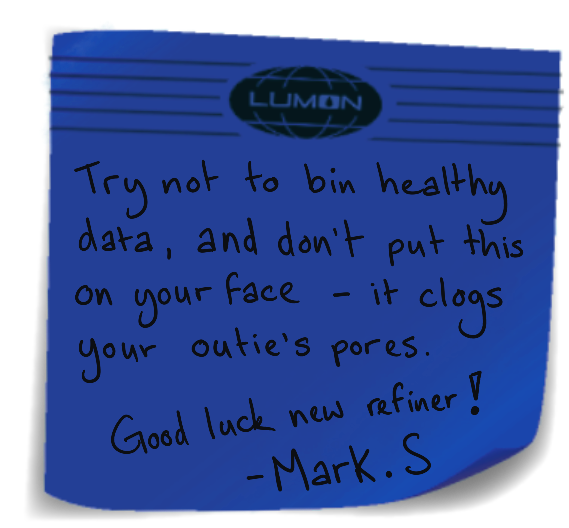 LUMON
Try not to bin healthy
data, and don't put this
on your face - it clogs
your outie's pores.
Good luck new refiner!
-Mark. S